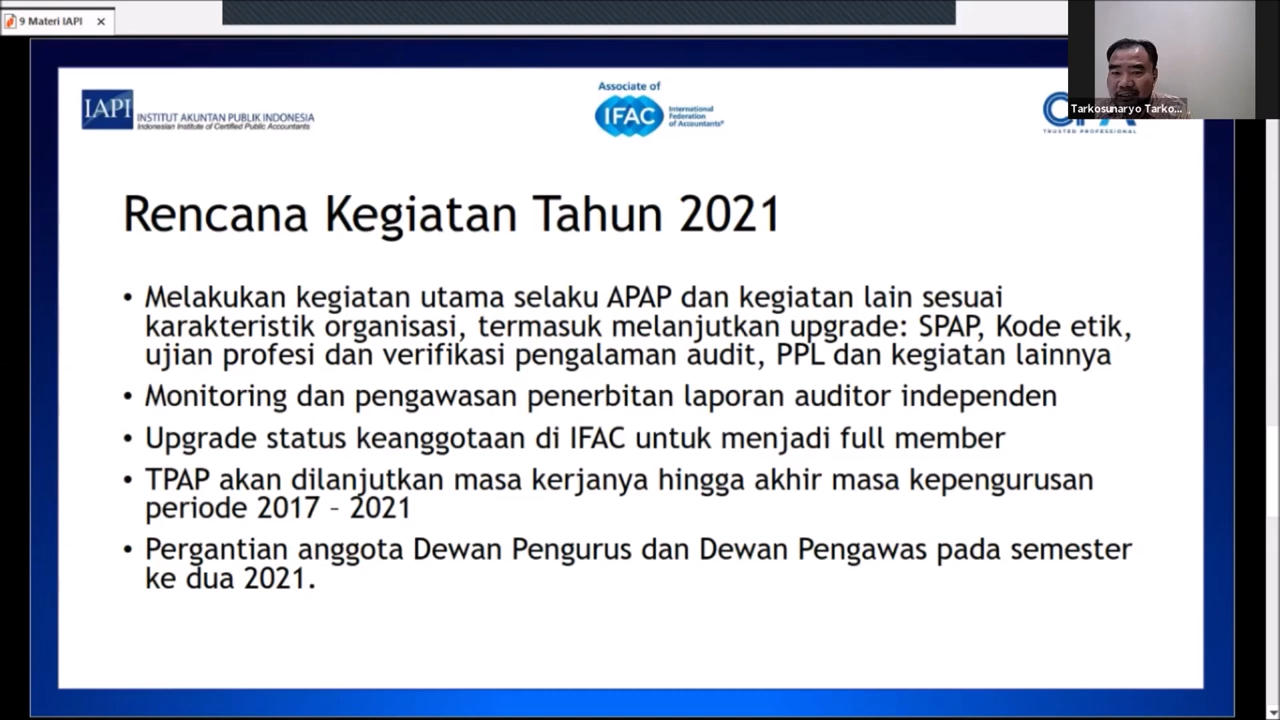 9 Materi IAPI
IAPI
INSTITUT AKUNTAN PUBLIK INDONESIA
Indonesian Institute of Certified Public Accountants
Associate of
IFAC
International
Federation
of Accountants®
TRUSTED PROFESSIONAL
Tarkosunaryo Tarko...
Rencana Kegiatan Tahun 2021
• Melakukan kegiatan utama selaku APAP dan kegiatan lain sesuai
karakteristik organisasi, termasuk melanjutkan upgrade: SPAP, Kode etik,
ujian profesi dan verifikasi pengalaman audit, PPL dan kegiatan lainnya
• Monitoring dan pengawasan penerbitan laporan auditor independen
• Upgrade status keanggotaan di IFAC untuk menjadi full member
• TPAP akan dilanjutkan masa kerjanya hingga akhir masa kepengurusan
periode 2017 – 2021
• Pergantian anggota Dewan Pengurus dan Dewan Pengawas pada semester
ke dua 2021.